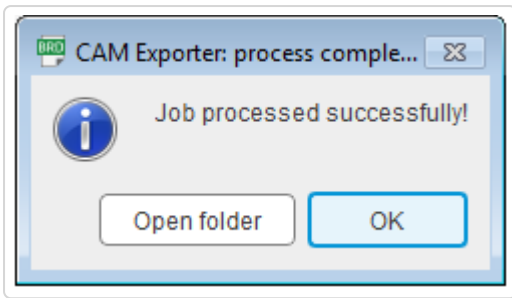 BRD CAM Exporter: process comple...
Job processed successfully!
Open folder OK